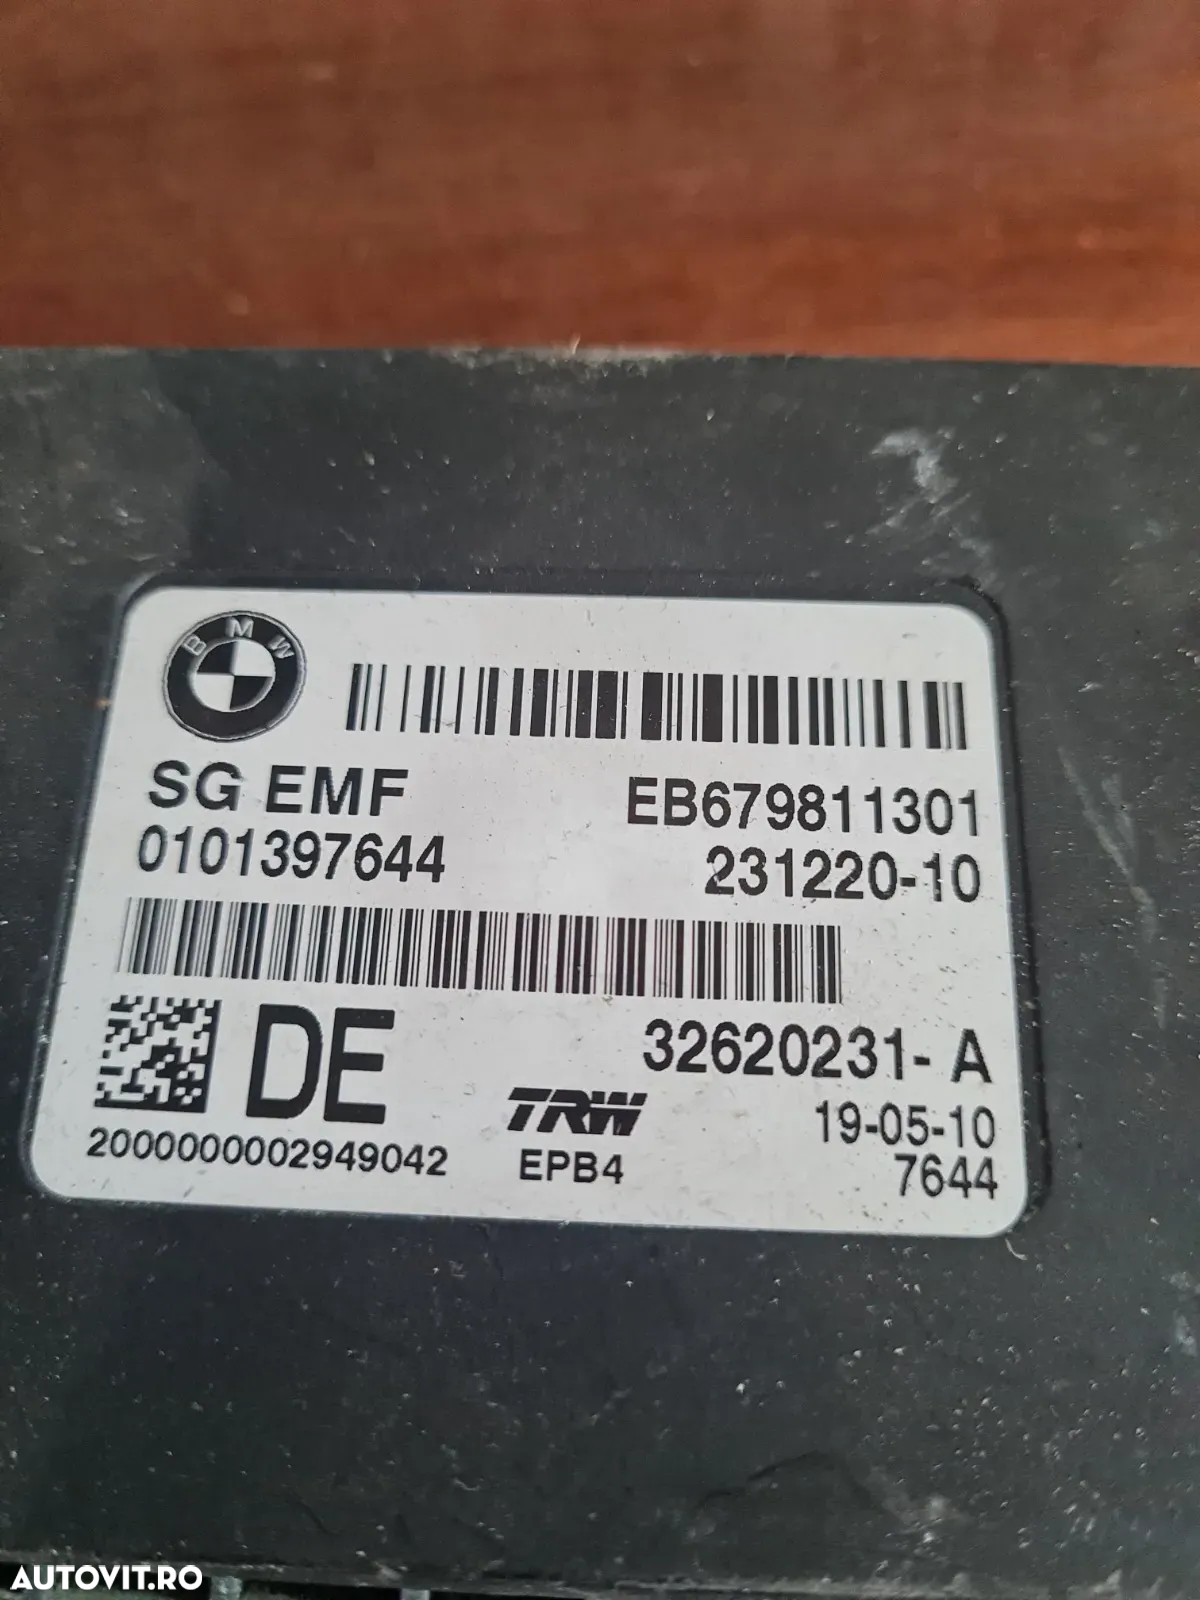 BMW
SG EMF
EB679811301
0101397644
231220-10
DE
32620231- A
TRW
19-05-10
2000000002949042
EPB4
7644
AUTOVIT.RO